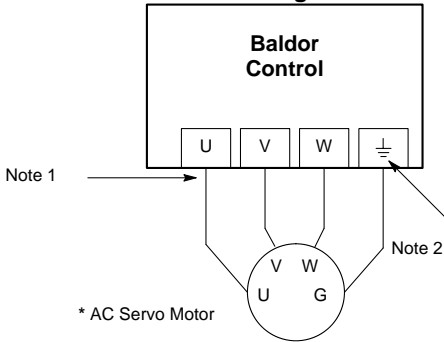 Baldor
Control
U V W
Note 1
Note 2
V W
U G
* AC Servo Motor